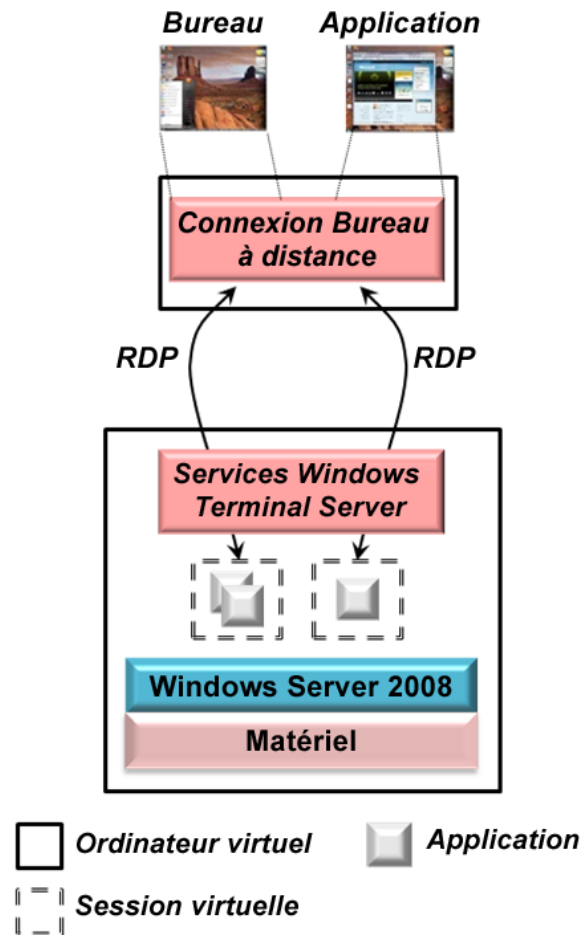 Bureau
Application
Connexion Bureau
à distance
RDP
RDP
Services Windows
Terminal Server
Windows Server 2008
Matériel
Ordinateur virtuel
Application
Session virtuelle